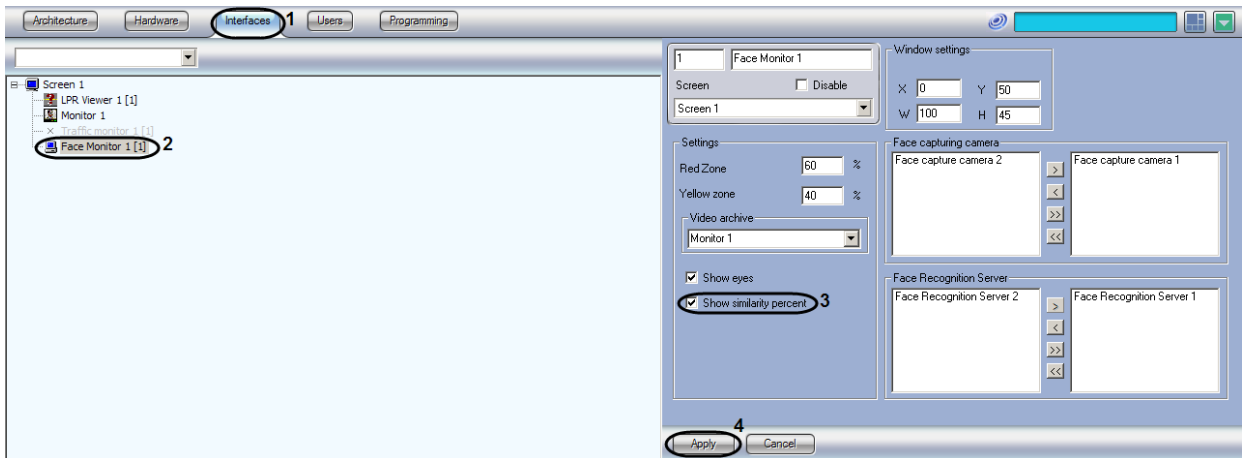 Architecture Hardware Interfaces 1 Users Programming
Screen 1
LPR Viewer 1 [1]
Monitor 1
Traffic monitor 1 [1]
Face Monitor 1 [1] 2
1 Face Monitor 1
Screen Disable
Screen 1
Settings
Red Zone 60 %
Yellow zone 40 %
Video archive
Monitor 1
Show eyes
Show similarity percent 3
Window settings
X 0 Y 50
W 100 H 45
Face capturing camera
Face capture camera 2 > Face capture camera 1
<
>>
<<
Face Recognition Server
Face Recognition Server 2 > Face Recognition Server 1
<
>>
<<
4
Apply Cancel